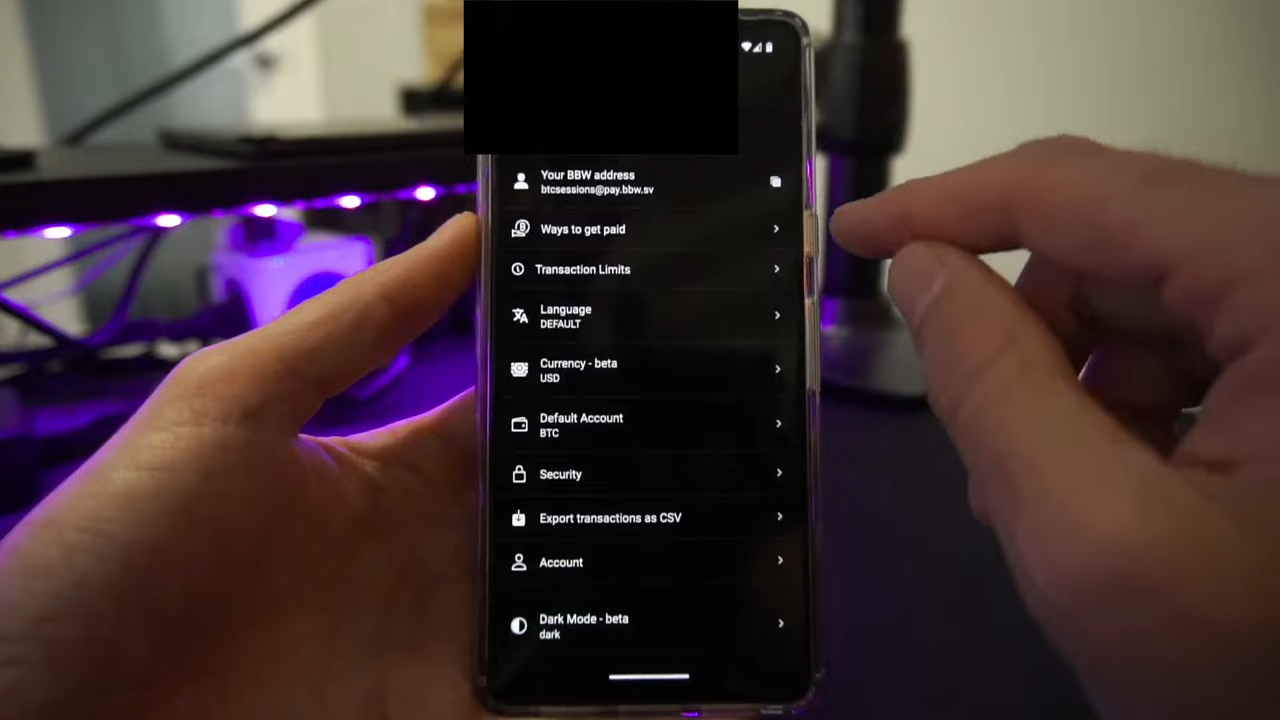 Your BBW address
btcsessions@pay.bbw.sv
Ways to get paid
Transaction Limits
Language
DEFAULT
Currency - beta
USD
Default Account
BTC
Security
Export transactions as CSV
Account
Dark Mode - beta
dark